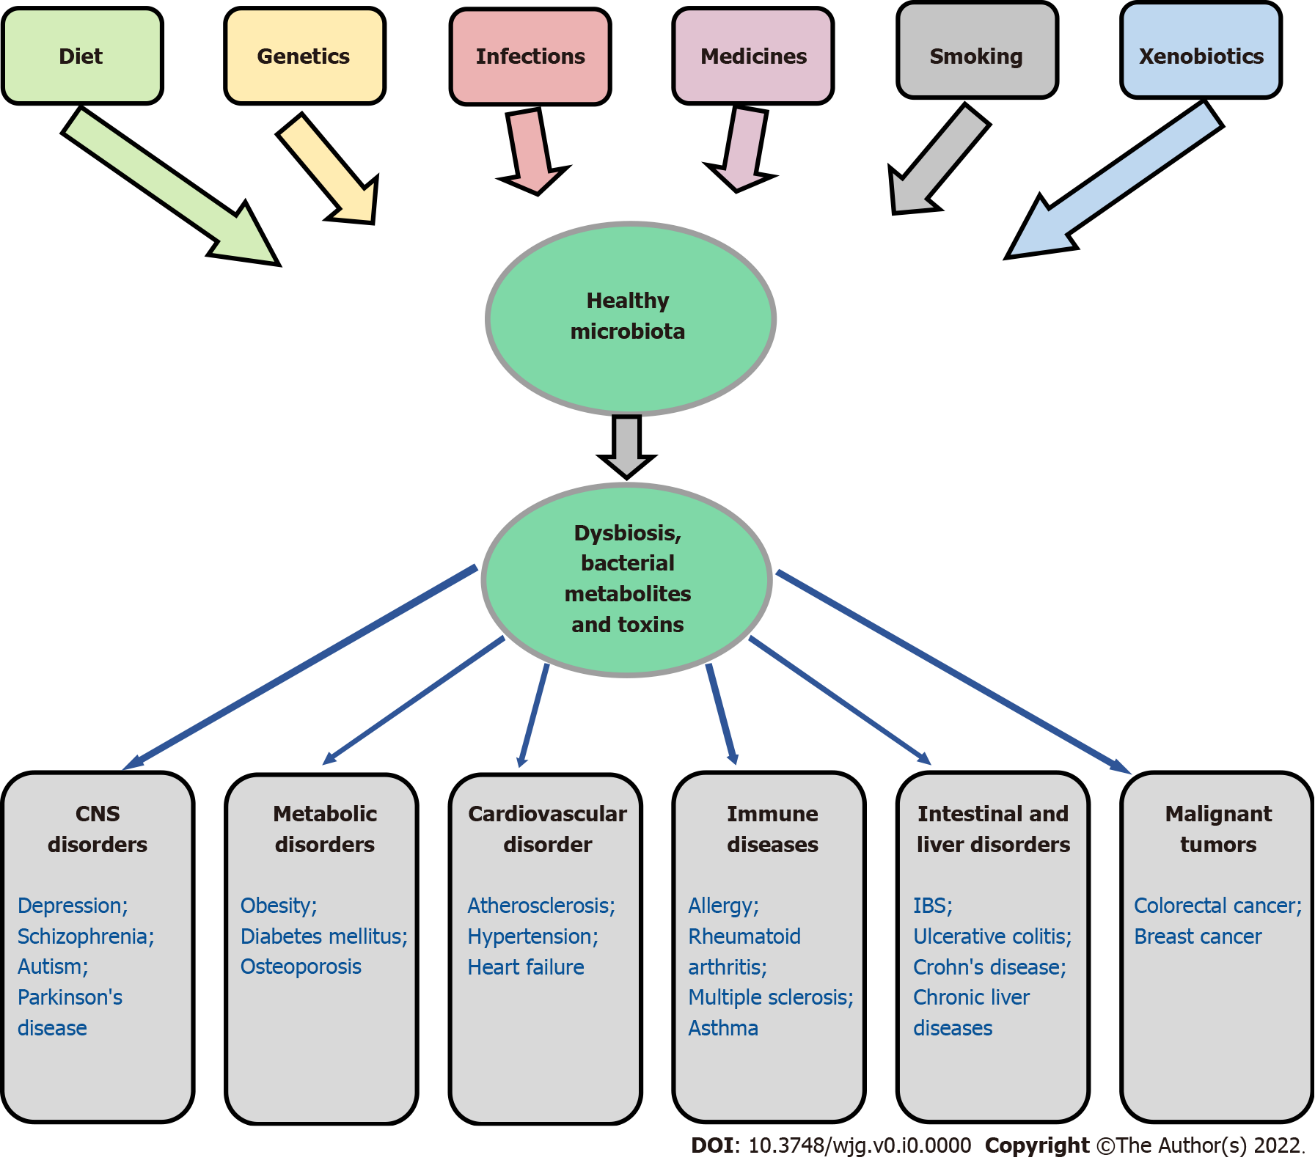 Diet
Genetics
Infections
Medicines
Smoking
Xenobiotics
Healthy
microbiota
Dysbiosis,
bacterial
metabolites
and toxins
CNS
disorders
Depression;
Schizophrenia;
Autism;
Parkinson's
disease
Metabolic
disorders
Obesity;
Diabetes mellitus;
Osteoporosis
Cardiovascular
disorder
Atherosclerosis;
Hypertension;
Heart failure
Immune
diseases
Allergy;
Rheumatoid
arthritis;
Multiple sclerosis;
Asthma
Intestinal and
liver disorders
IBS;
Ulcerative colitis;
Crohn's disease;
Chronic liver
diseases
Malignant
tumors
Colorectal cancer;
Breast cancer
DOI: 10.3748/wjg.v0.i0.0000 Copyright ©The Author(s) 2022.